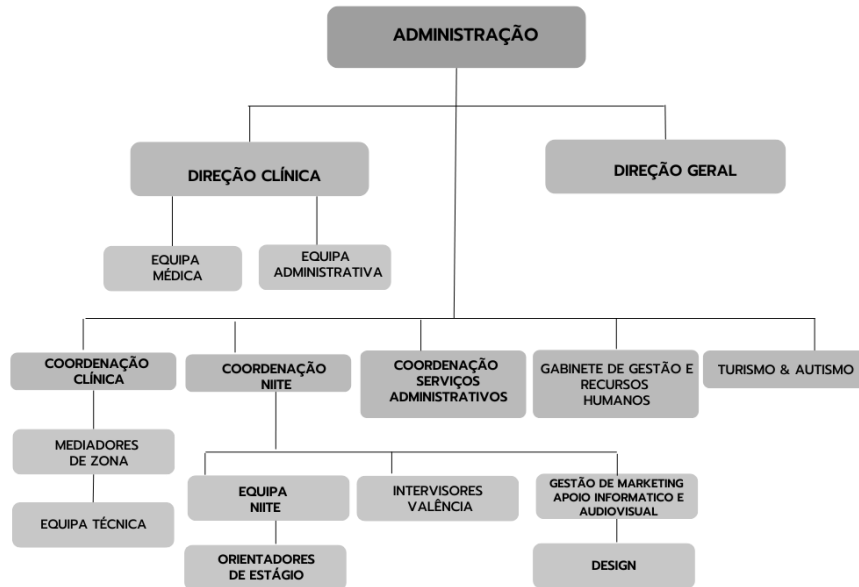 ADMINISTRAÇÃO
DIREÇÃO CLÍNICA
DIREÇÃO GERAL
EQUIPA
MÉDICA
EQUIPA
ADMINISTRATIVA
COORDENAÇÃO
CLÍNICA
COORDENAÇÃO
NIITE
COORDENAÇÃO
SERVIÇOS
ADMINISTRATIVOS
GABINETE DE GESTÃO E
RECURSOS
HUMANOS
TURISMO & AUTISMO
MEDIADORES
DE ZONA
EQUIPA TÉCNICA
EQUIPA
NIITE
INTERVISORES
VALÊNCIA
GESTÃO DE MARKETING
APOIO INFORMATICO E
AUDIOVISUAL
ORIENTADORES
DE ESTÁGIO
DESIGN